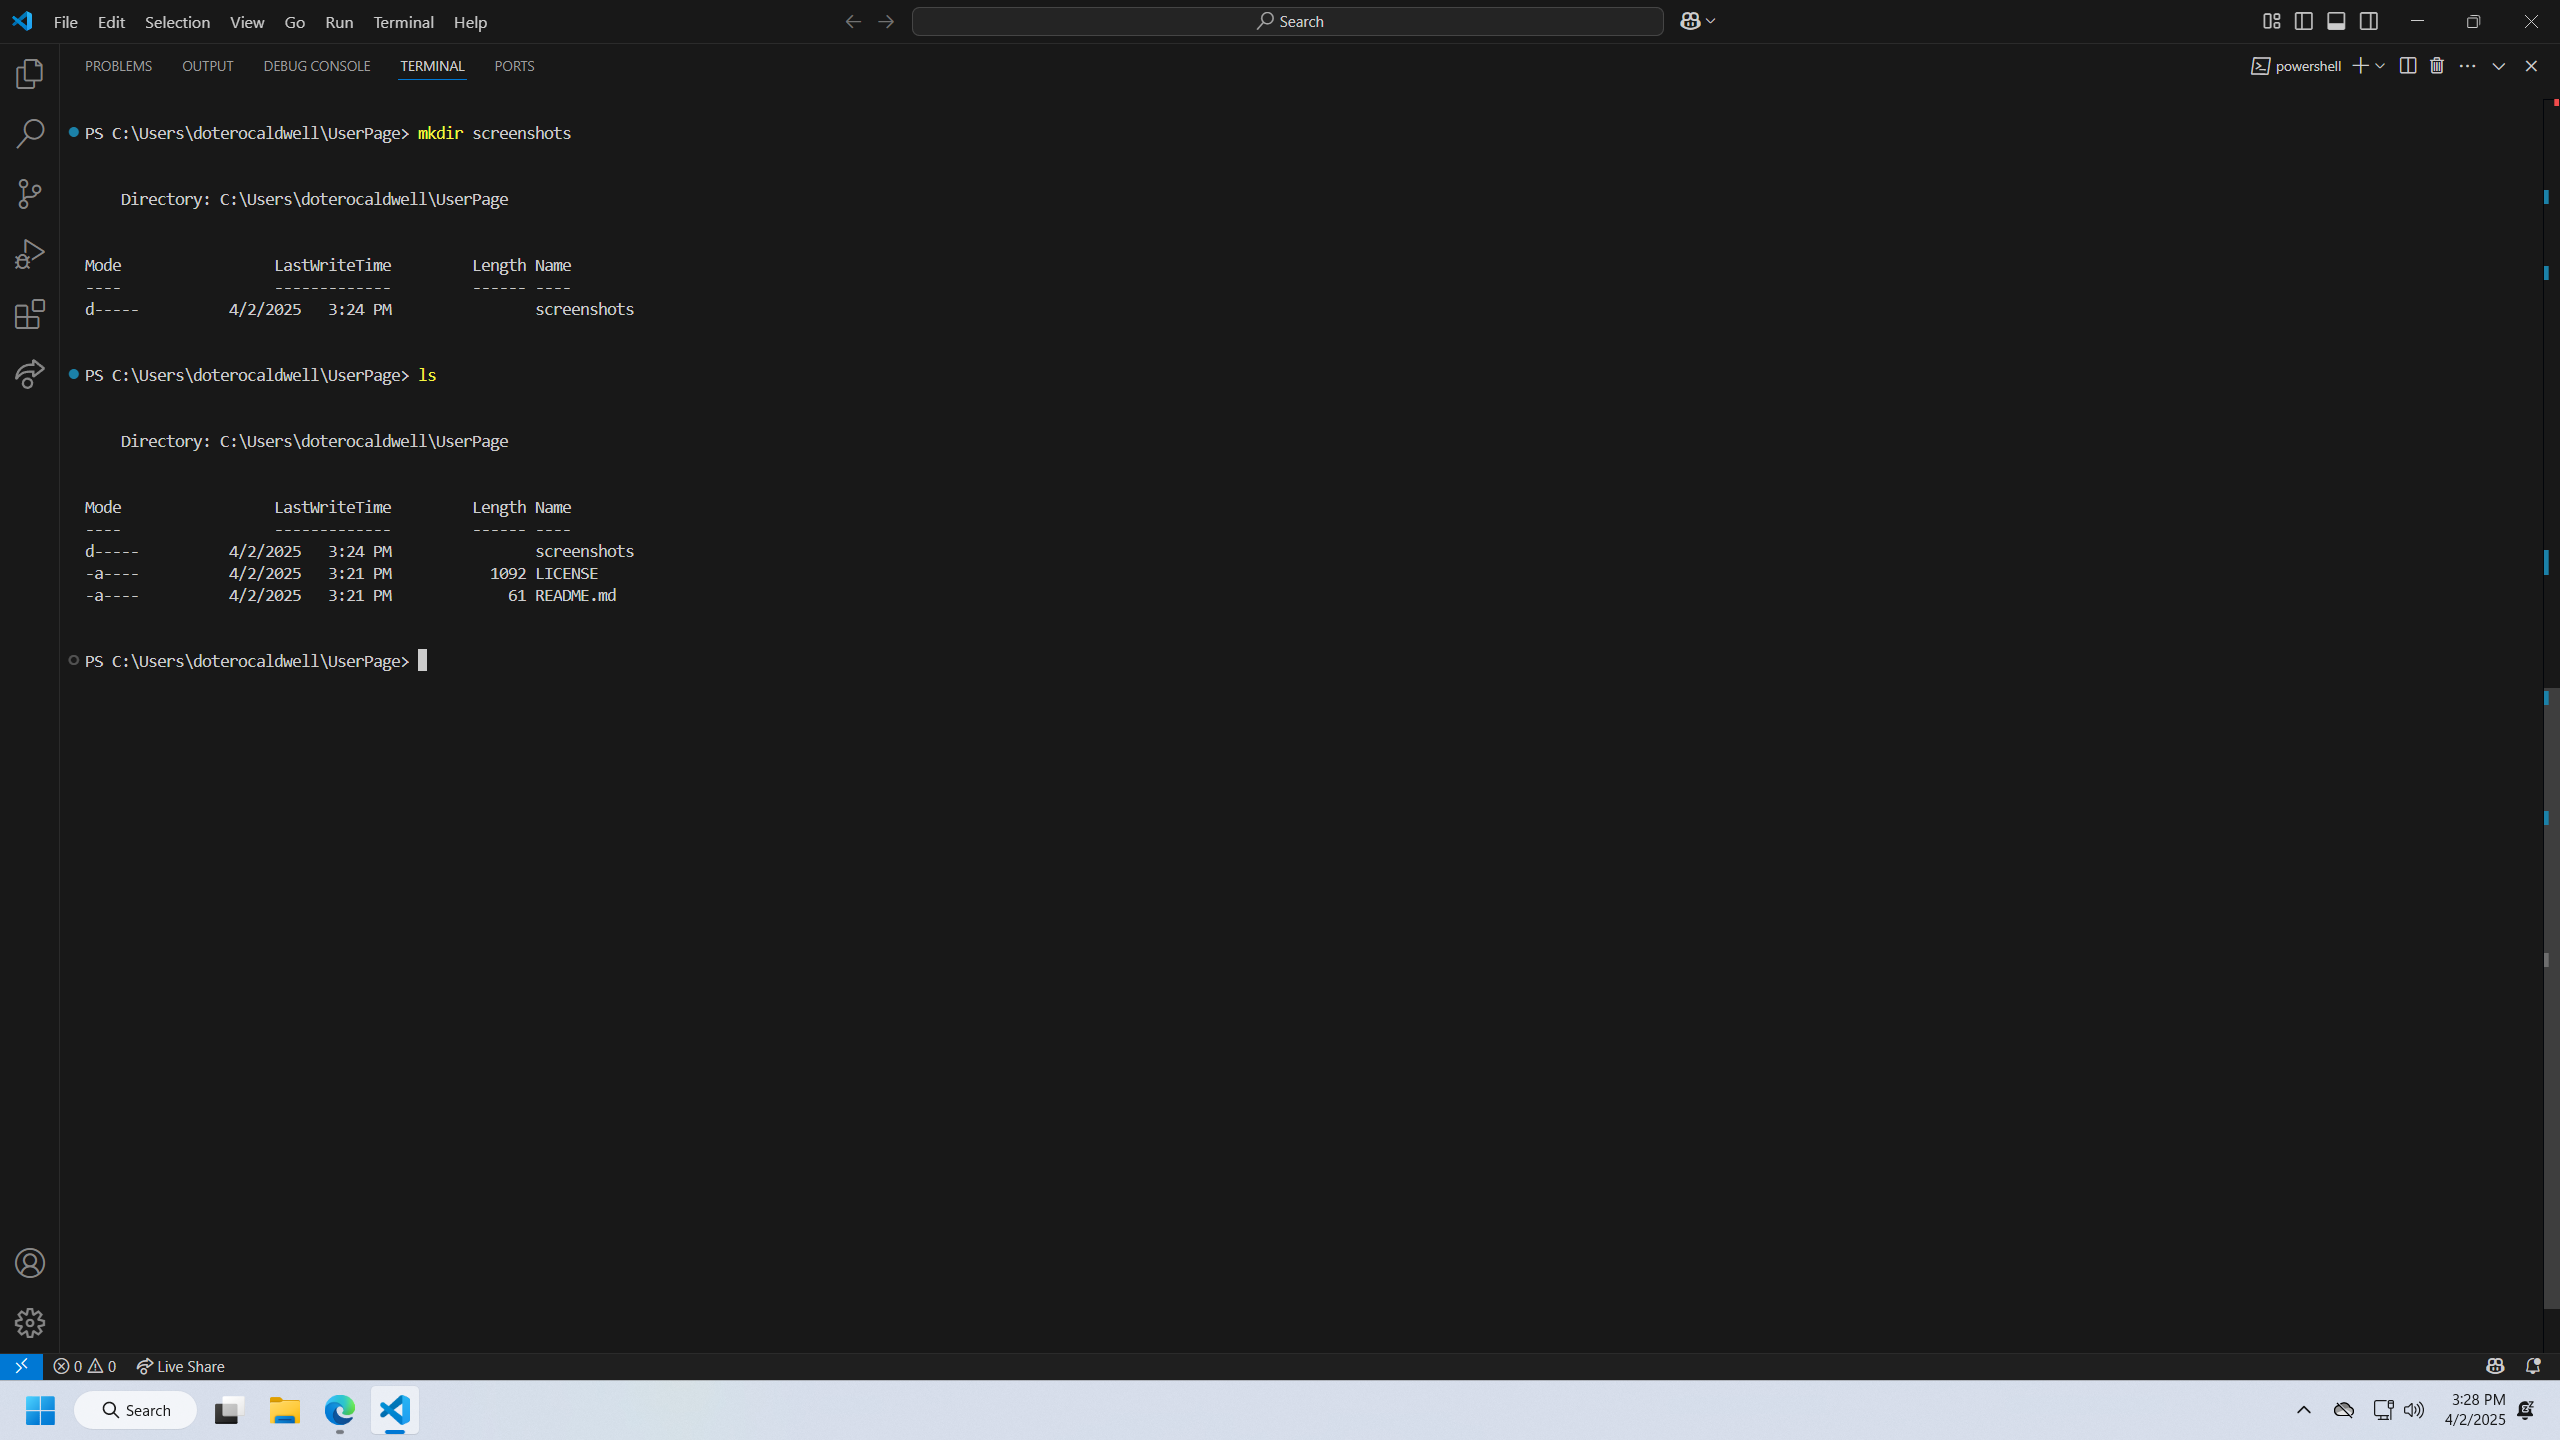 File Edit Selection View Go Run Terminal Help
Search
PROBLEMS OUTPUT DEBUG CONSOLE TERMINAL PORTS
powershell
PS C:\Users\doterocaldwell\UserPage> mkdir screenshots
Directory: C:\Users\doterocaldwell\UserPage
Mode LastWriteTime Length Name
---- ------------- ------ ----
d----- 4/2/2025 3:24 PM screenshots
PS C:\Users\doterocaldwell\UserPage> ls
Directory: C:\Users\doterocaldwell\UserPage
Mode LastWriteTime Length Name
---- ------------- ------ ----
d----- 4/2/2025 3:24 PM screenshots
-a---- 4/2/2025 3:21 PM 1092 LICENSE
-a---- 4/2/2025 3:21 PM 61 README.md
PS C:\Users\doterocaldwell\UserPage>
0 0 Live Share
Search
3:28 PM
4/2/2025